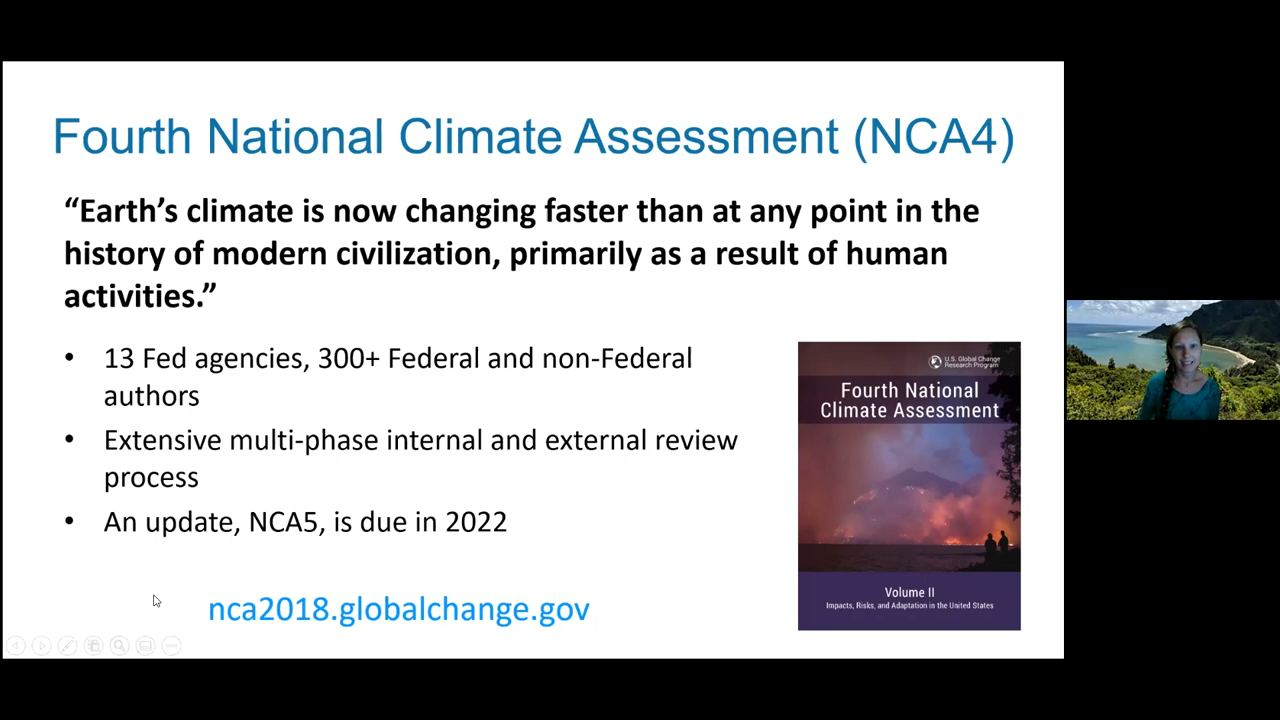 Fourth National Climate Assessment (NCA4)
“Earth’s climate is now changing faster than at any point in the
history of modern civilization, primarily as a result of human
activities.”
• 13 Fed agencies, 300+ Federal and non-Federal
authors
• Extensive multi-phase internal and external review
process
• An update, NCA5, is due in 2022
nca2018.globalchange.gov
U.S. Global Change
Research Program
Fourth National
Climate Assessment
Volume II
Impacts, Risks, and Adaptation in the United States